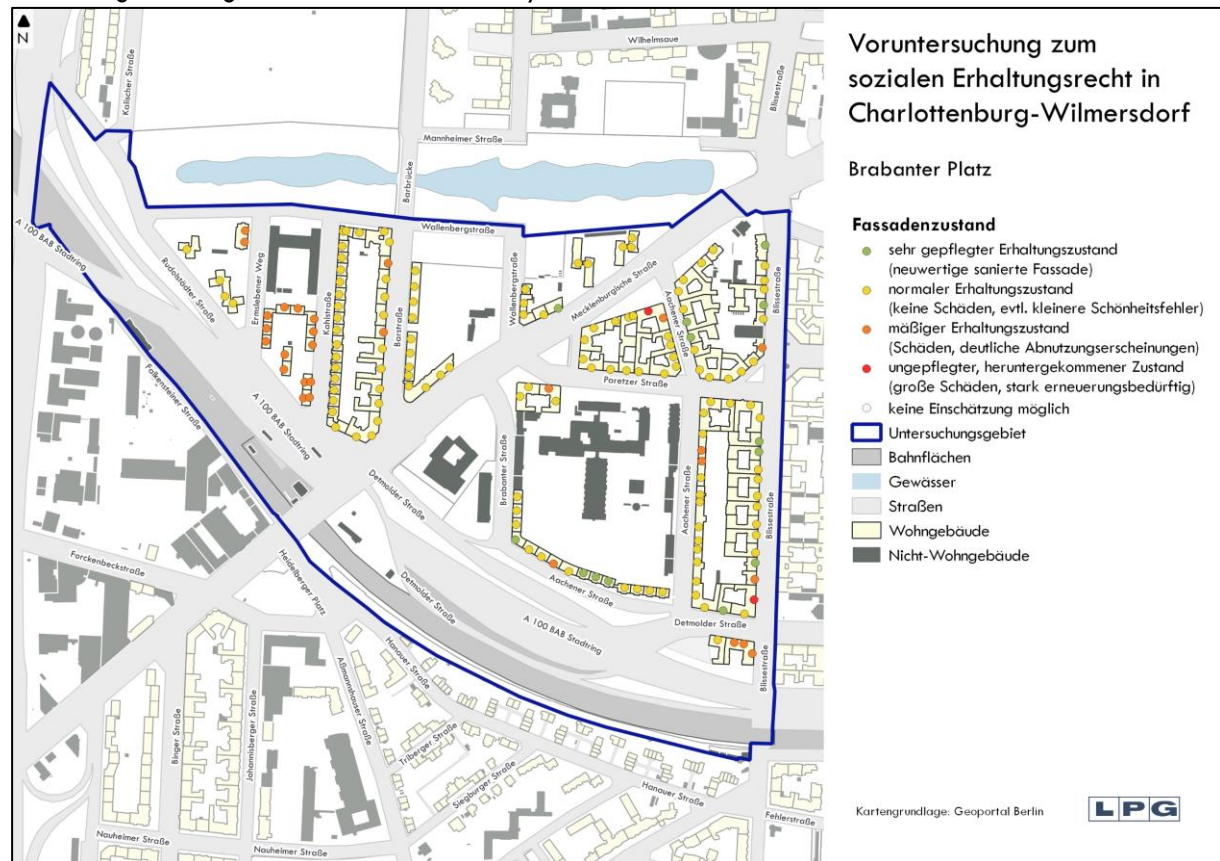 N
Voruntersuchung zum
sozialen Erhaltungsrecht in
Charlottenburg-Wilmersdorf
Brabanter Platz
Fassadenzustand
sehr gepflegter Erhaltungszustand
(neuwertige sanierte Fassade)
normaler Erhaltungszustand
(keine Schäden, evtl. kleinere Schönheitsfehler)
mäßiger Erhaltungszustand
(Schäden, deutliche Abnutzungserscheinungen)
ungepflegter, heruntergekommener Zustand
(große Schäden, stark erneuerungsbedürftig)
keine Einschätzung möglich
Untersuchungsgebiet
Bahnflächen
Gewässer
Straßen
Wohngebäude
Nicht-Wohngebäude
Kartengrundlage: Geoportal Berlin
LPG
Kalischer Straße
Wilhelmsaue
Blissestraße
Mannheimer Straße
Barbrücke
Wallenbergstraße
A 100 BAB Stadtring
Rudolstädter Straße
Ermslebener Weg
Kahlstraße
Barstraße
Wallenbergstraße
Mecklenburgische Straße
Aachener Straße
Blissestraße
Paretzer Straße
Falkensteiner Straße
A 100 BAB Stadtring
Detmolder Straße
Brabanter Straße
Aachener Straße
Blissestraße
Forckenbeckstraße
Heidelberger Platz
Detmolder Straße
Aachener Straße
A 100 BAB Stadtring
Detmolder Straße
Blissestraße
Binger Straße
Johannisberger Straße
Aßmannshauser Straße
Hanauer Straße
Triberger Straße
Siegburger Straße
Hanauer Straße
Fehlerstraße
Nauheimer Straße
Nauheimer Straße